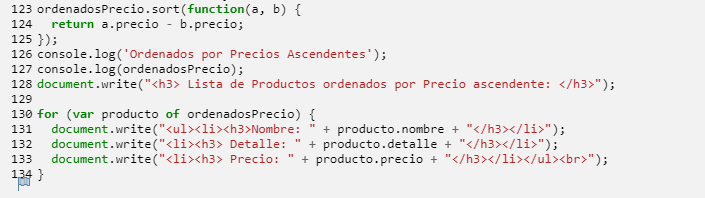 123 ordenadosPrecio.sort(function(a, b) {
124   return a.precio - b.precio;
125 });
126 console.log('Ordenados por Precios Ascendentes');
127 console.log(ordenadosPrecio);
128 document.write("<h3> Lista de Productos ordenados por Precio ascendente: </h3>");
129
130 for (var producto of ordenadosPrecio) {
131   document.write("<ul><li><h3>Nombre: " + producto.nombre + "</h3></li>");
132   document.write("<li><h3> Detalle: " + producto.detalle + "</h3></li>");
133   document.write("<li><h3> Precio: " + producto.precio + "</h3></li></ul><br>");
134 }